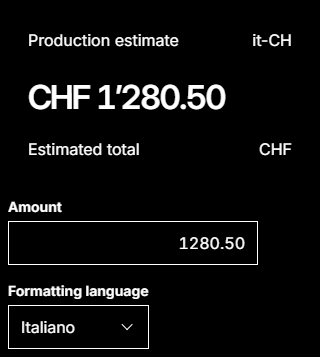 Production estimate it-CH
CHF 1’280.50
Estimated total CHF
Amount
1280.50
Formatting language
Italiano